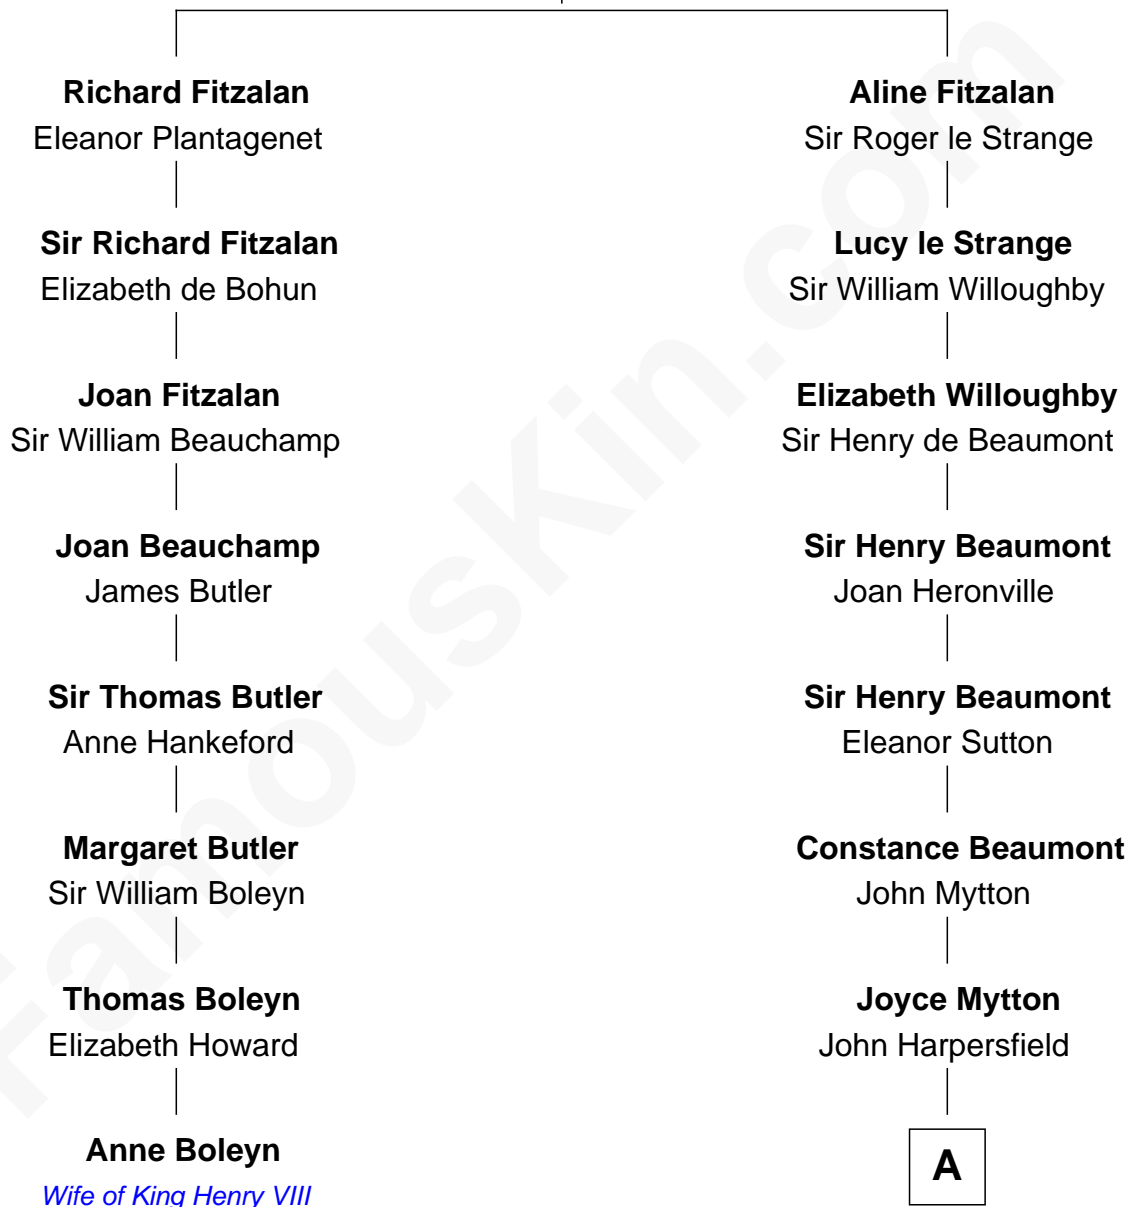 Richard Fitzalan
Eleanor Plantagenet
Sir Richard Fitzalan
Elizabeth de Bohun
Joan Fitzalan
Sir William Beauchamp
Joan Beauchamp
James Butler
Sir Thomas Butler
Anne Hankeford
Margaret Butler
Sir William Boleyn
Thomas Boleyn
Elizabeth Howard
Anne Boleyn
Wife of King Henry VIII
Aline Fitzalan
Sir Roger le Strange
Lucy le Strange
Sir William Willoughby
Elizabeth Willoughby
Sir Henry de Beaumont
Sir Henry Beaumont
Joan Heronville
Sir Henry Beaumont
Eleanor Sutton
Constance Beaumont
John Mytton
Joyce Mytton
John Harpersfield
A
FamousKin.com